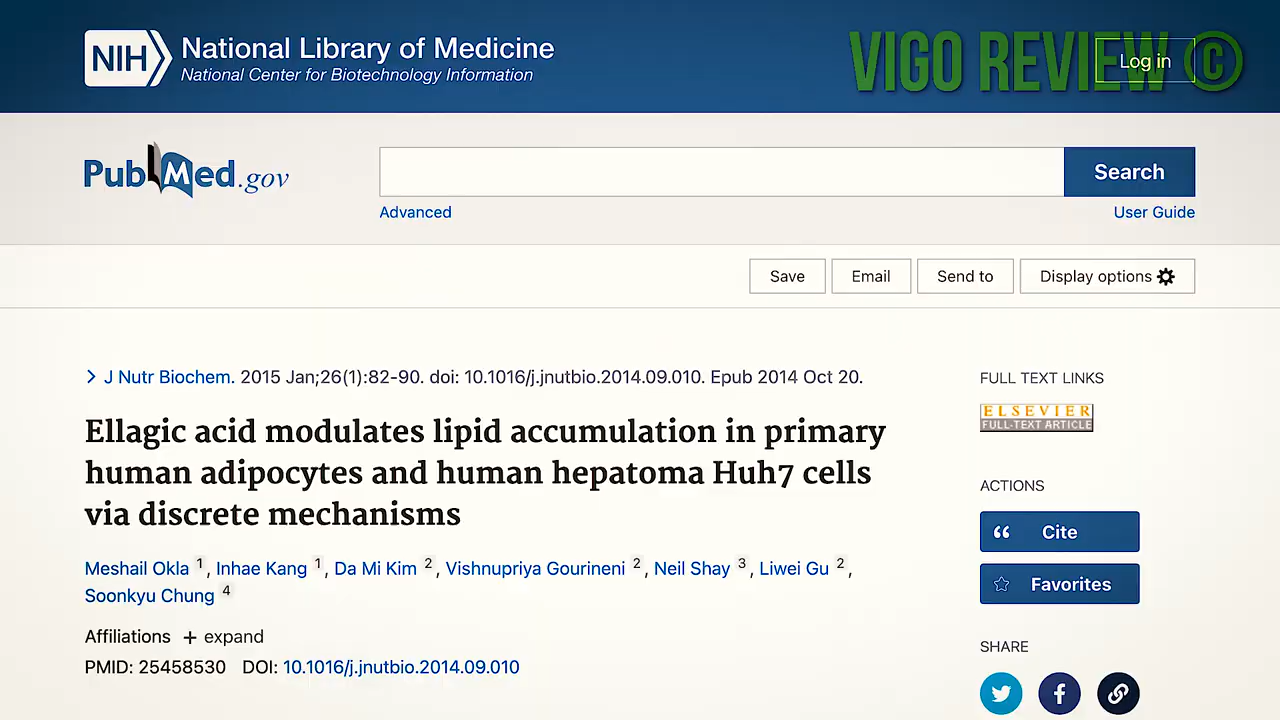 NIH National Library of Medicine
National Center for Biotechnology Information
VIGO REVIEW ©
Log in
PubMed.gov
Search
Advanced
User Guide
Save
Email
Send to
Display options
J Nutr Biochem. 2015 Jan;26(1):82-90. doi: 10.1016/j.jnutbio.2014.09.010. Epub 2014 Oct 20.
Ellagic acid modulates lipid accumulation in primary
human adipocytes and human hepatoma Huh7 cells
via discrete mechanisms
Meshail Okla 1, Inhae Kang 1, Da Mi Kim 2, Vishnupriya Gourineni 2, Neil Shay 3, Liwei Gu 2,
Soonkyu Chung 4
Affiliations + expand
PMID: 25458530 DOI: 10.1016/j.jnutbio.2014.09.010
FULL TEXT LINKS
ELSEVIER
FULL-TEXT ARTICLE
ACTIONS
Cite
Favorites
SHARE